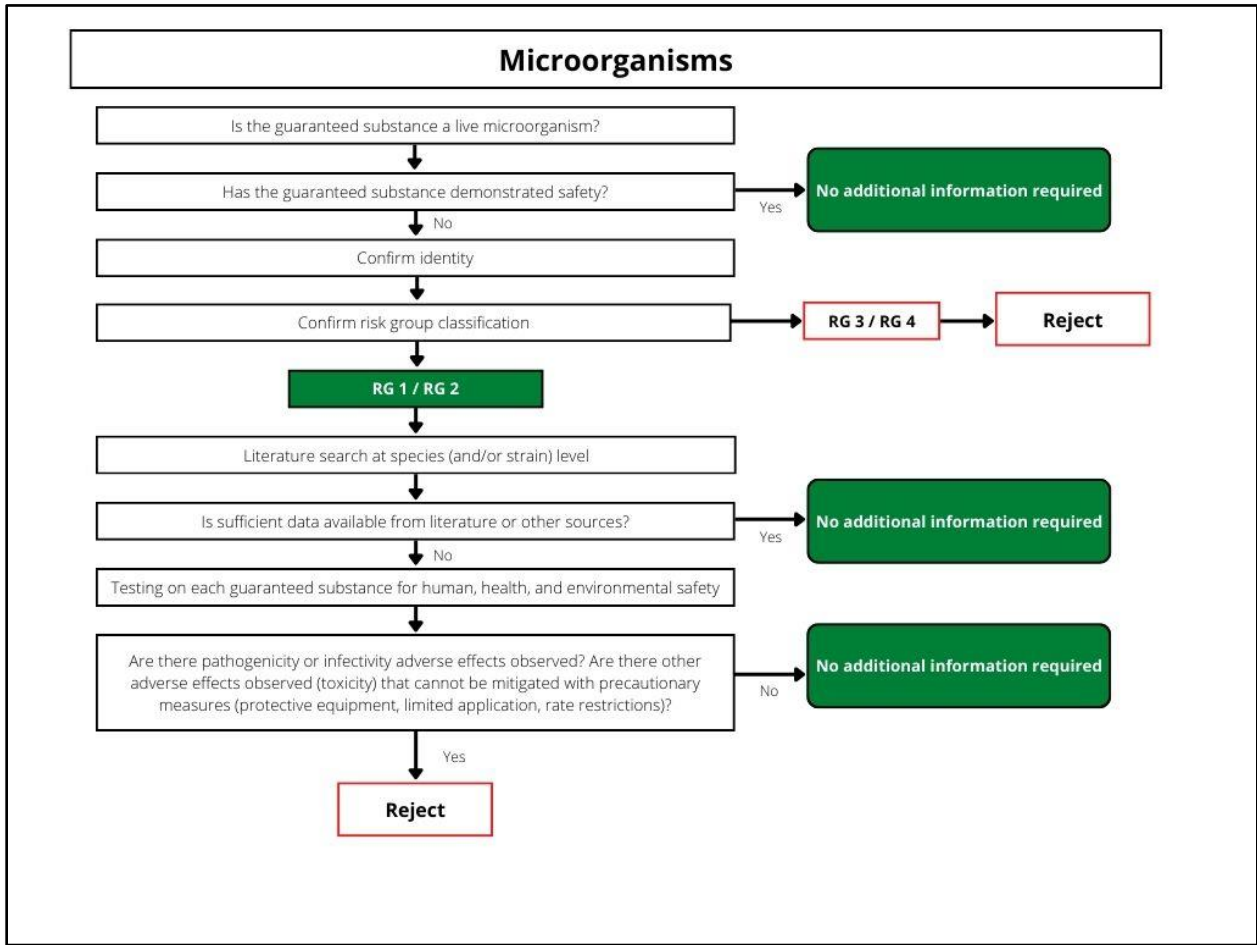 Microorganisms
Is the guaranteed substance a live microorganism?
Has the guaranteed substance demonstrated safety?
Yes
No additional information required
No
Confirm identity
Confirm risk group classification
RG 3 / RG 4
Reject
RG 1 / RG 2
Literature search at species (and/or strain) level
Is sufficient data available from literature or other sources?
Yes
No additional information required
No
Testing on each guaranteed substance for human, health, and environmental safety
Are there pathogenicity or infectivity adverse effects observed? Are there other
adverse effects observed (toxicity) that cannot be mitigated with precautionary
measures (protective equipment, limited application, rate restrictions)?
No
No additional information required
Yes
Reject